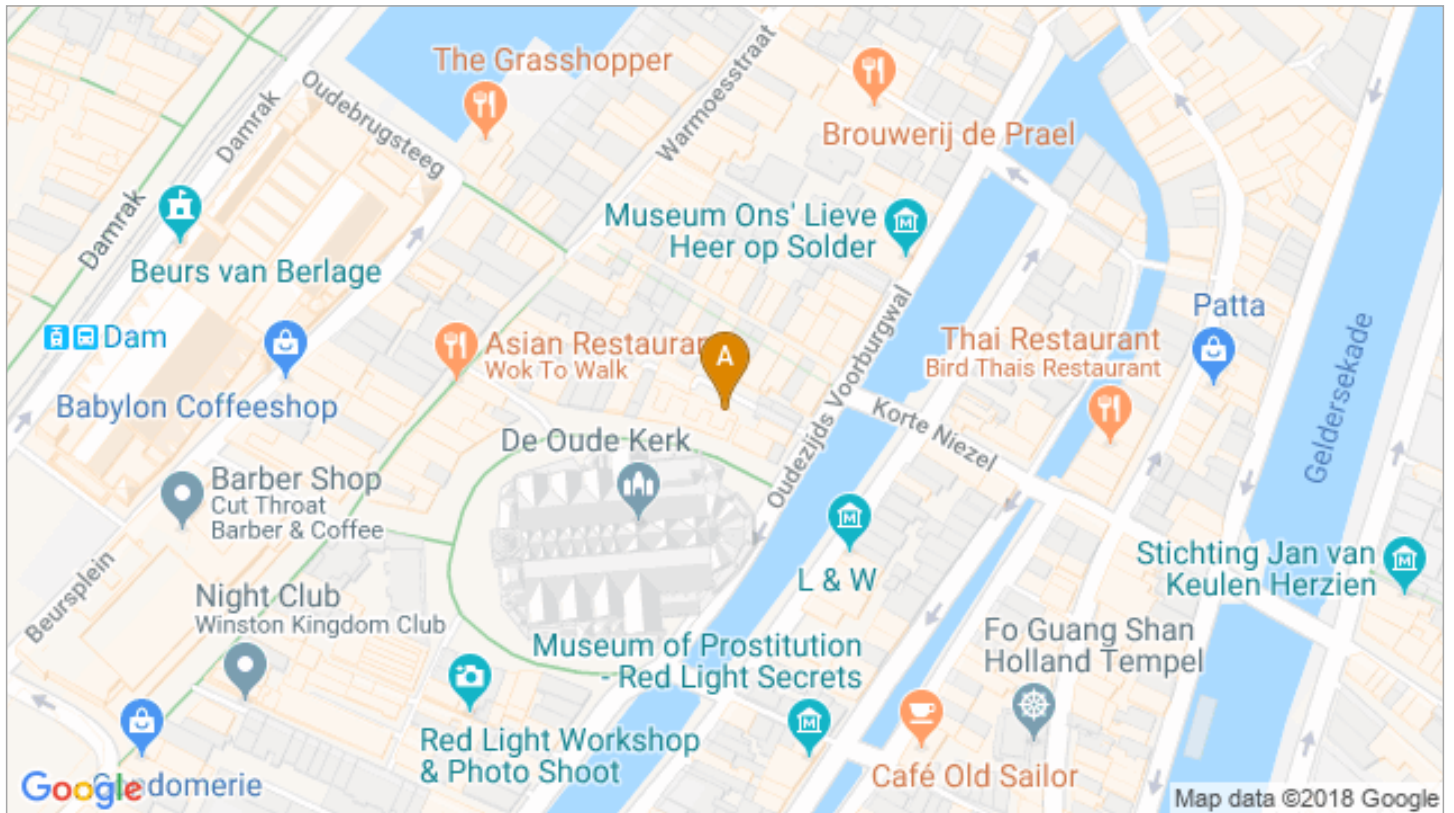 The Grasshopper
Warmoesstraat
Damrak
Oudebrugsteeg
Brouwerij de Prael
Damrak
Museum Ons' Lieve
Heer op Solder
Beurs van Berlage
Dam
Patta
Asian Restauran
Wok To Walk
A
Thai Restaurant
Bird Thais Restaurant
Geldersekade
Oudezijds Voorburgwal
Babylon Coffeeshop
Korte Niezel
De Oude Kerk
Barber Shop
Cut Throat
Barber & Coffee
L & W
Stichting Jan van
Keulen Herzien
Beursplein
Night Club
Winston Kingdom Club
Museum of Prostitution
- Red Light Secrets
Fo Guang Shan
Holland Tempel
Red Light Workshop
& Photo Shoot
Café Old Sailor
Google
domerie
Map data ©2018 Google